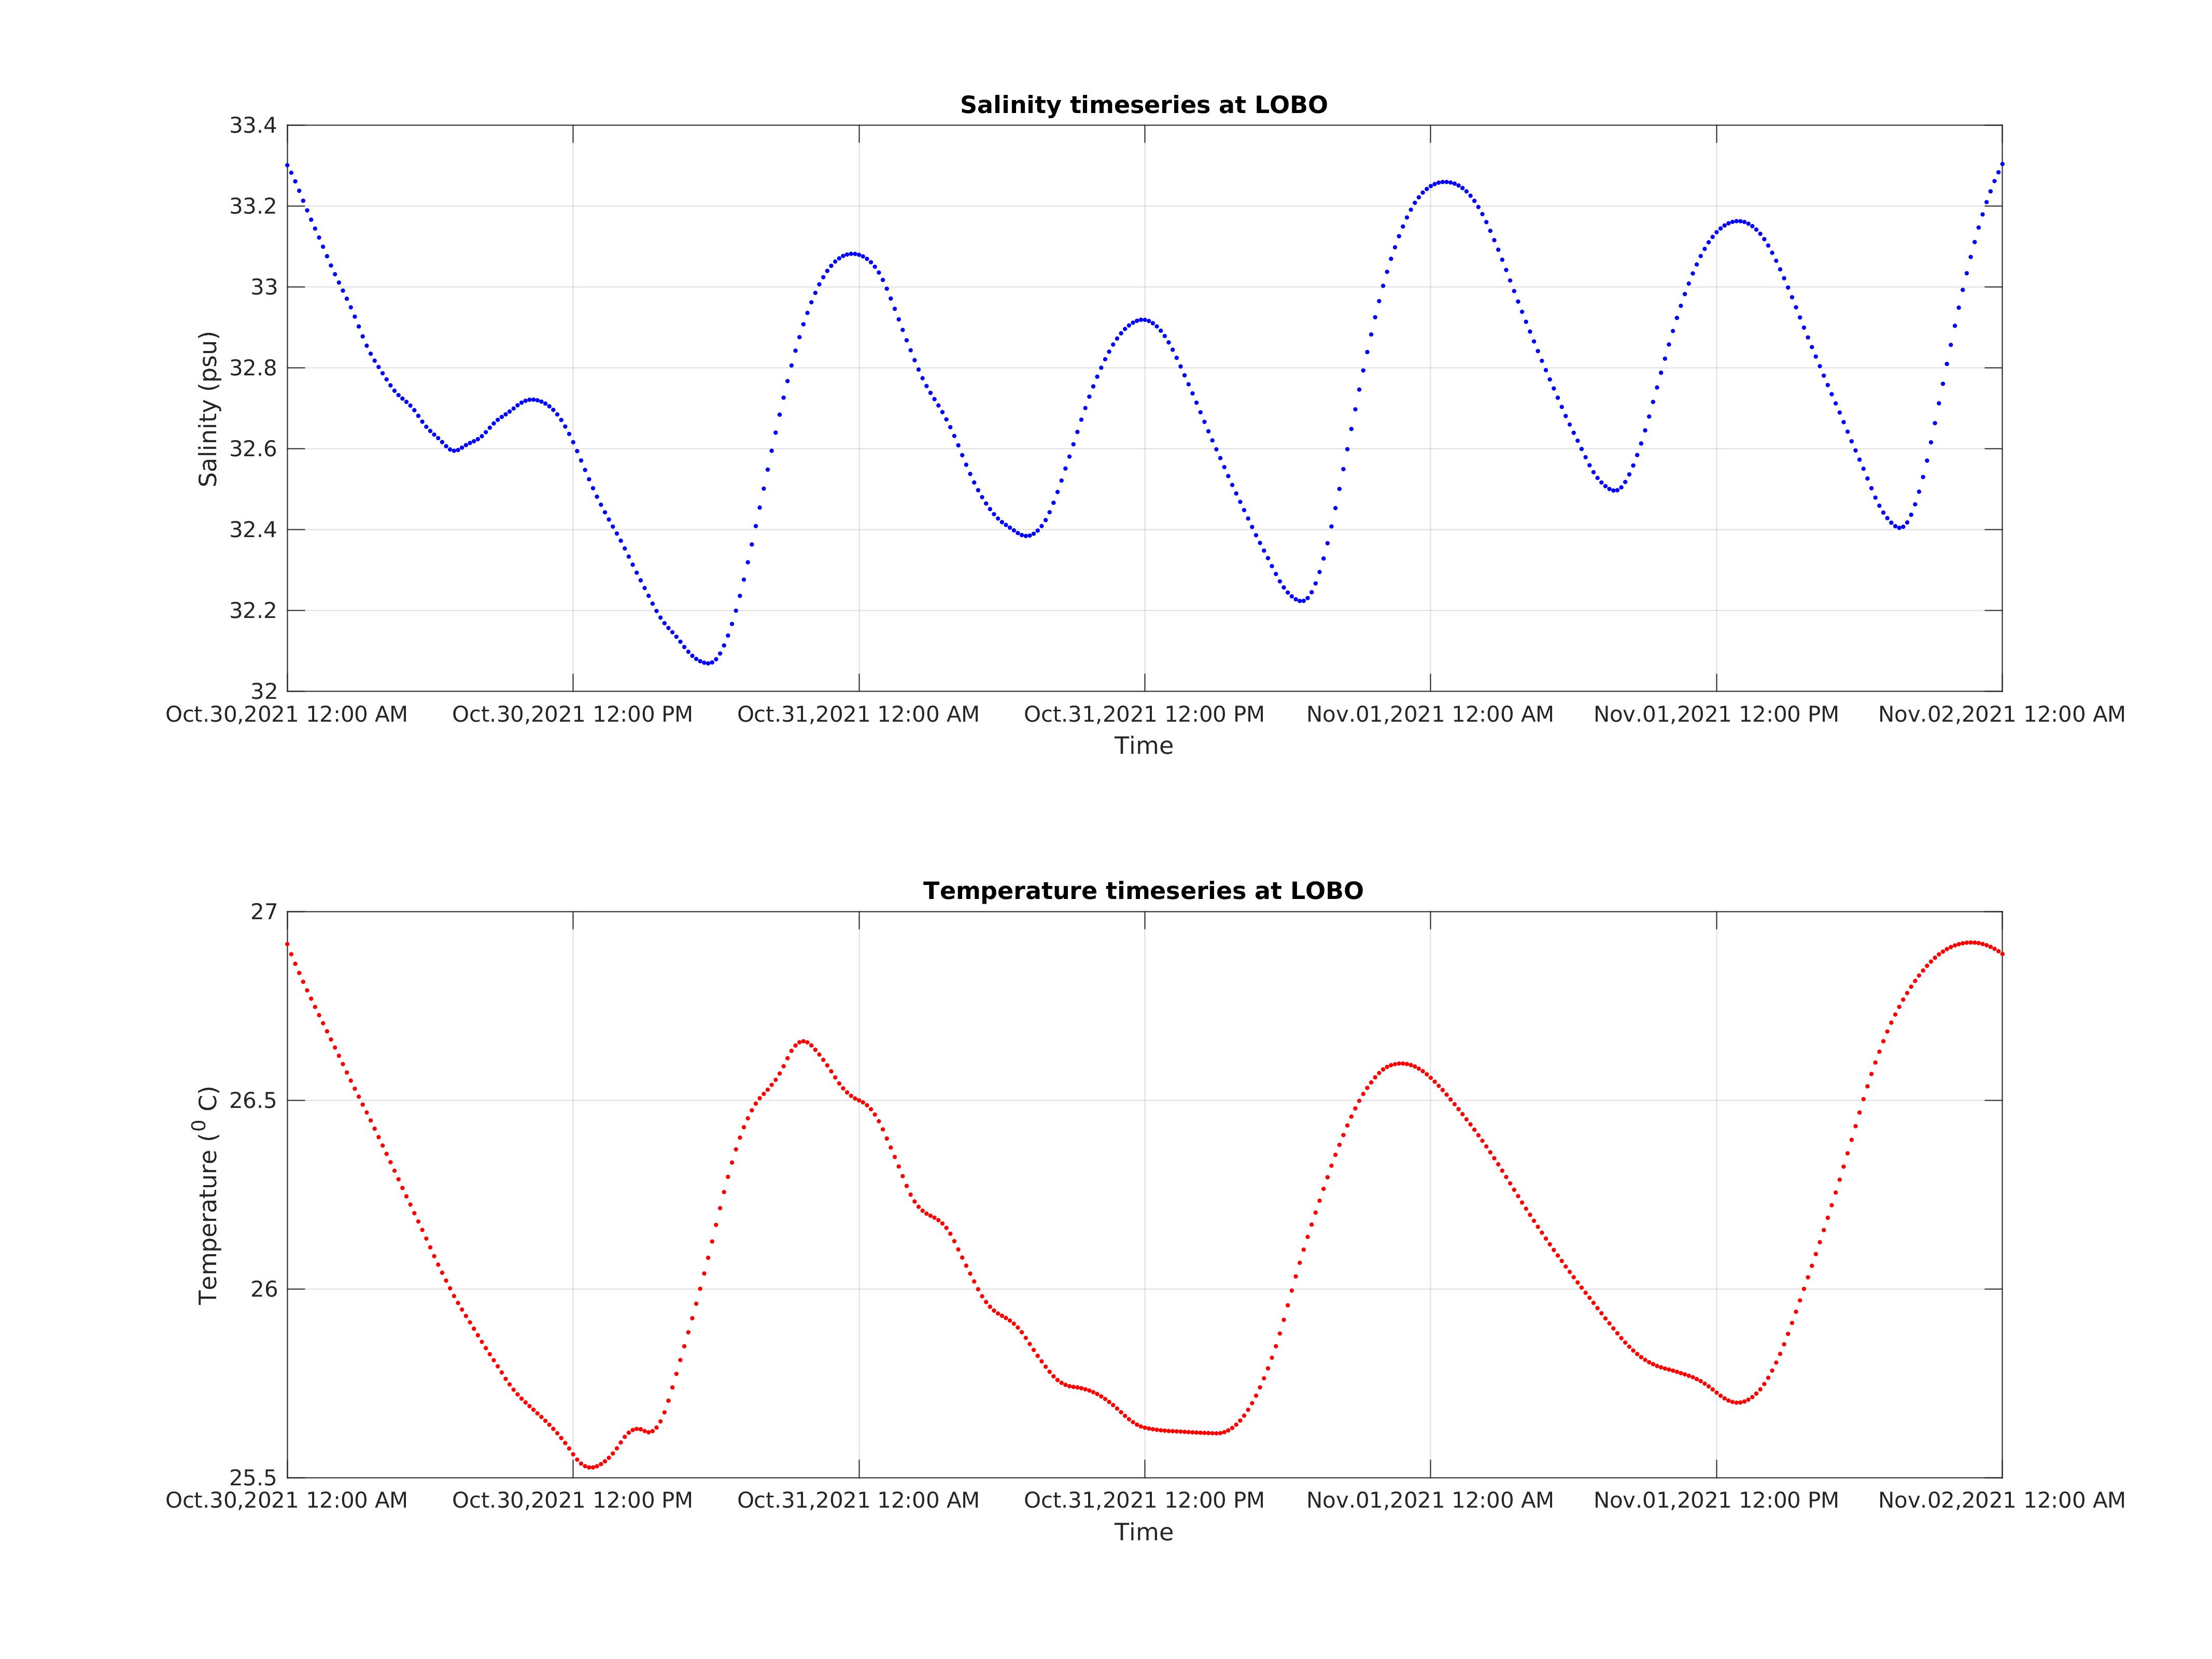 Salinity timeseries at LOBO
33.4
33.2
33
32.8
32.6
32.4
32.2
32
Salinity (psu)
Oct.30,2021 12:00 AM Oct.30,2021 12:00 PM Oct.31,2021 12:00 AM Oct.31,2021 12:00 PM Nov.01,2021 12:00 AM Nov.01,2021 12:00 PM Nov.02,2021 12:00 AM
Time
Temperature timeseries at LOBO
27
26.5
26
25.5
Temperature (⁰ C)
Oct.30,2021 12:00 AM Oct.30,2021 12:00 PM Oct.31,2021 12:00 AM Oct.31,2021 12:00 PM Nov.01,2021 12:00 AM Nov.01,2021 12:00 PM Nov.02,2021 12:00 AM
Time